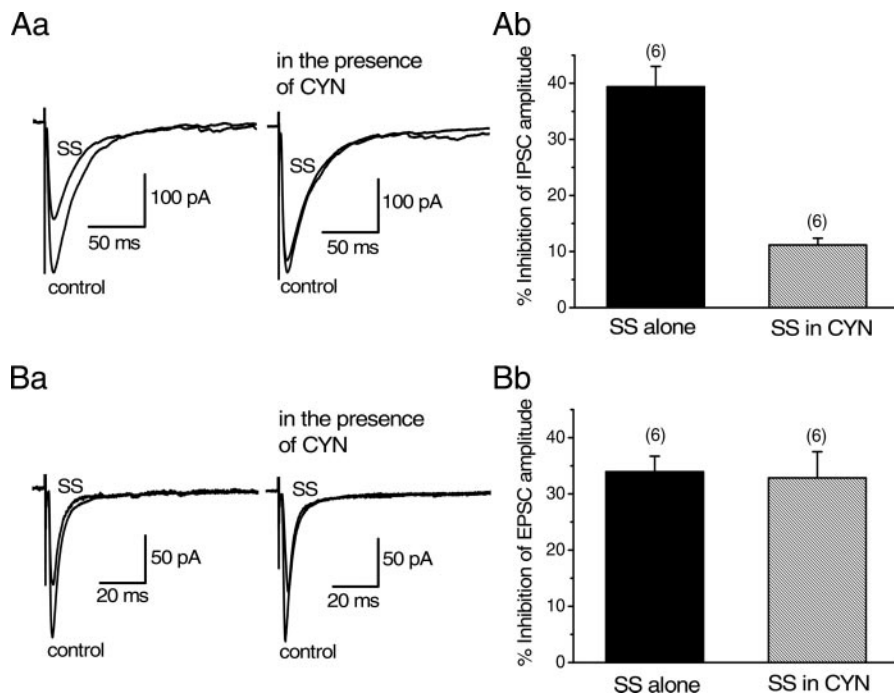 Aa
in the presence
of CYN
SS
100 pA
50 ms
control
SS
100 pA
50 ms
control
Ab
% Inhibition of IPSC amplitude
40
30
20
10
0
(6)
(6)
SS alone
SS in CYN
Ba
in the presence
of CYN
SS
50 pA
20 ms
control
SS
50 pA
20 ms
control
Bb
% Inhibition of EPSC amplitude
40
30
20
10
0
(6)
(6)
SS alone
SS in CYN